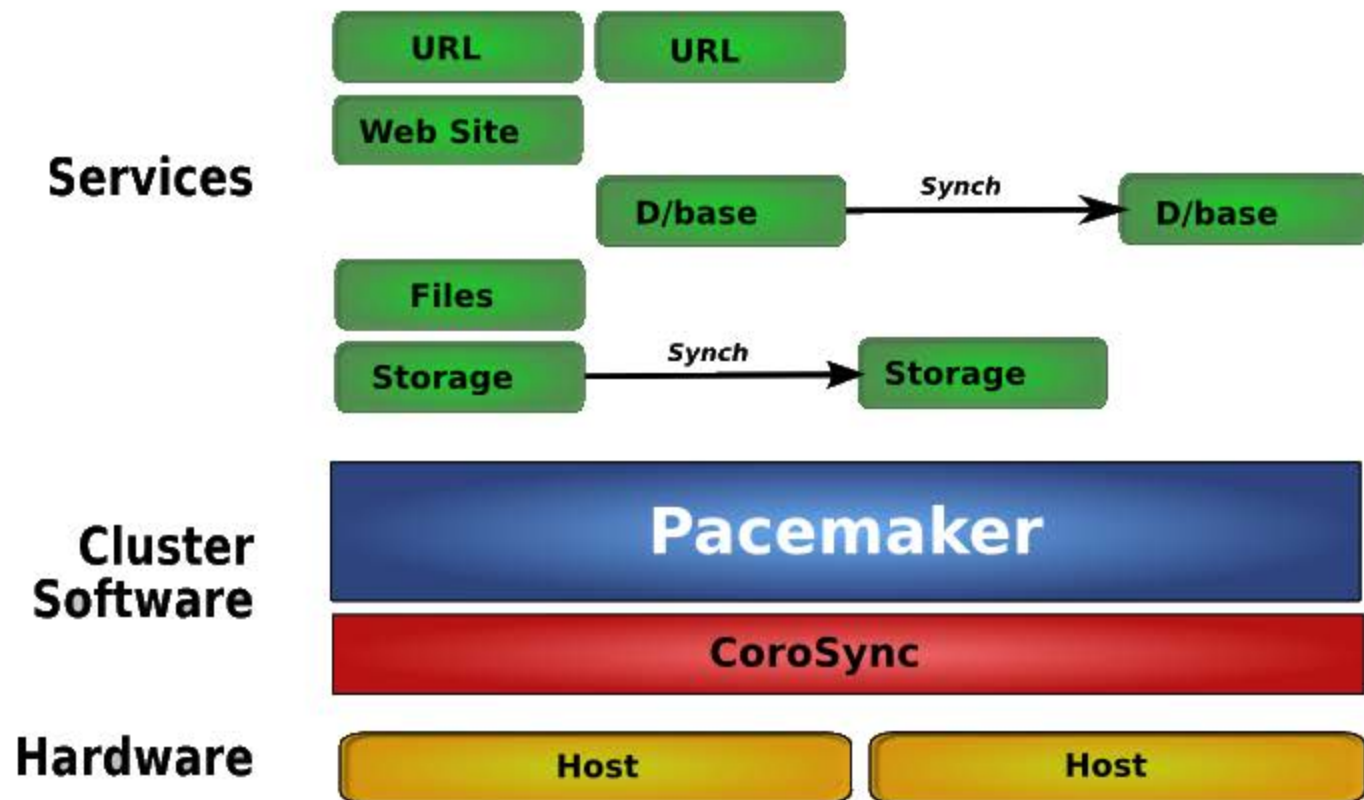 URL
URL
Web Site
Services
D/base
Synch
D/base
Files
Storage
Synch
Storage
Cluster
Software
Pacemaker
CoroSync
Hardware
Host
Host